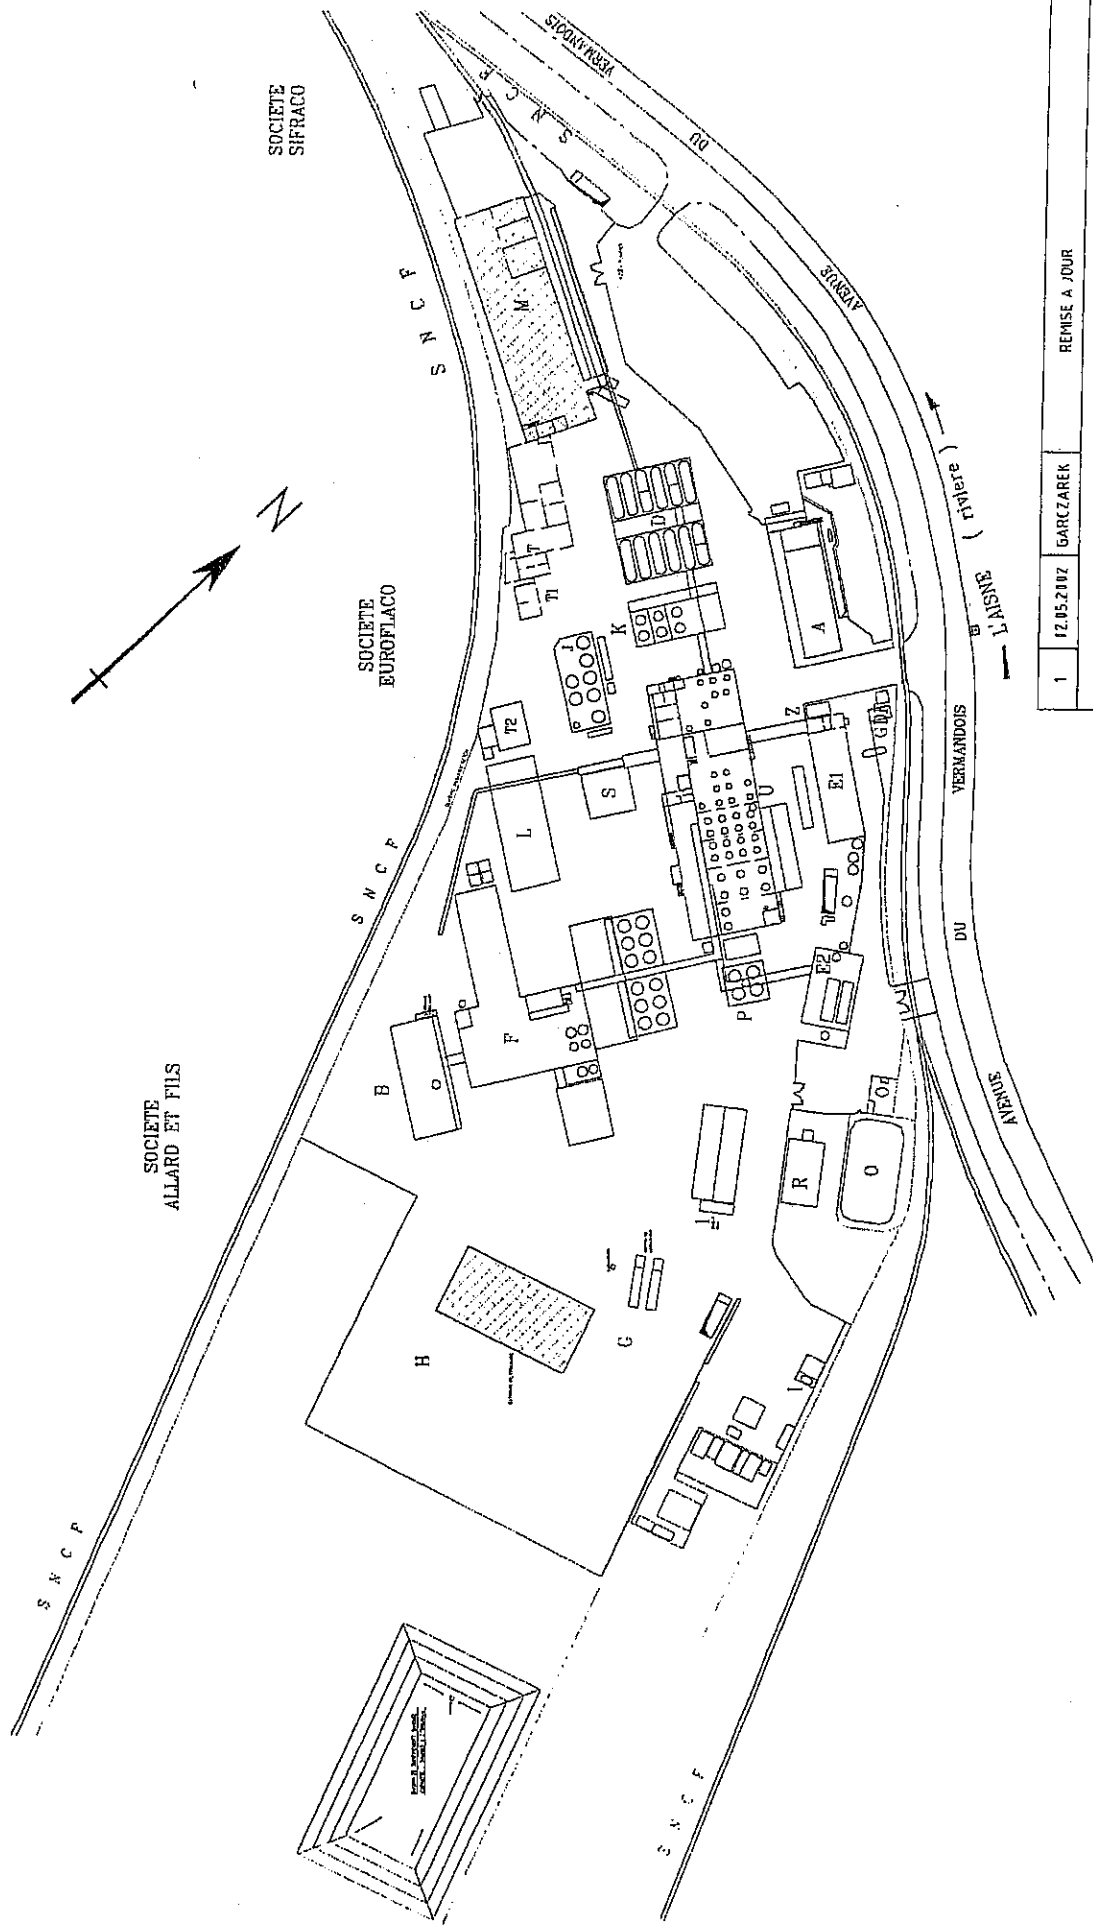 SOCIETE
SIFRACO
VERMANDOIS
DU
AVENUE
S N C F
S N C F
M
N
SOCIETE
EUROFLACO
T
T1
D
K
J
A
T2
Z
GDA
L
S
U
E1
S N C F
E2
P
F
B
SOCIETE
ALLARD ET FILS
R
O
H
G
I
S N C F
S N C F
AVENUE
DU
VERMANDOIS
L'AISNE ( riviere )
1 12.05.2002 GARCZAREK REMISE A JOUR